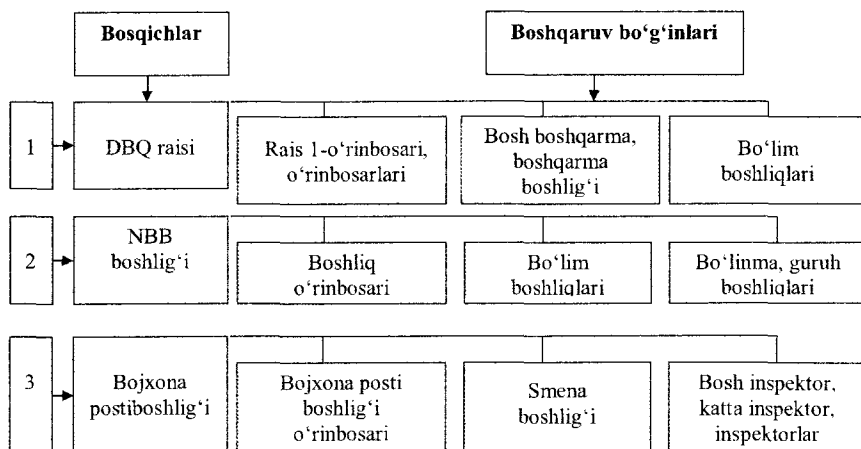 Bosqichlar
Boshqaruv bo‘g‘inlari
1
DBQ raisi
Rais 1-o‘rinbosari,
o‘rinbosarlari
Bosh boshqarma,
boshqarma
boshlig‘i
Bo‘lim
boshliqlari
2
NBB
boshlig‘i
Boshliq
o‘rinbosari
Bo‘lim
boshliqlari
Bo‘linma, guruh
boshliqlari
3
Bojxona
postiboshlig‘i
Bojxona posti
boshlig‘i
o‘rinbosari
Smena
boshlig‘i
Bosh inspektor,
katta inspektor,
inspektorlar